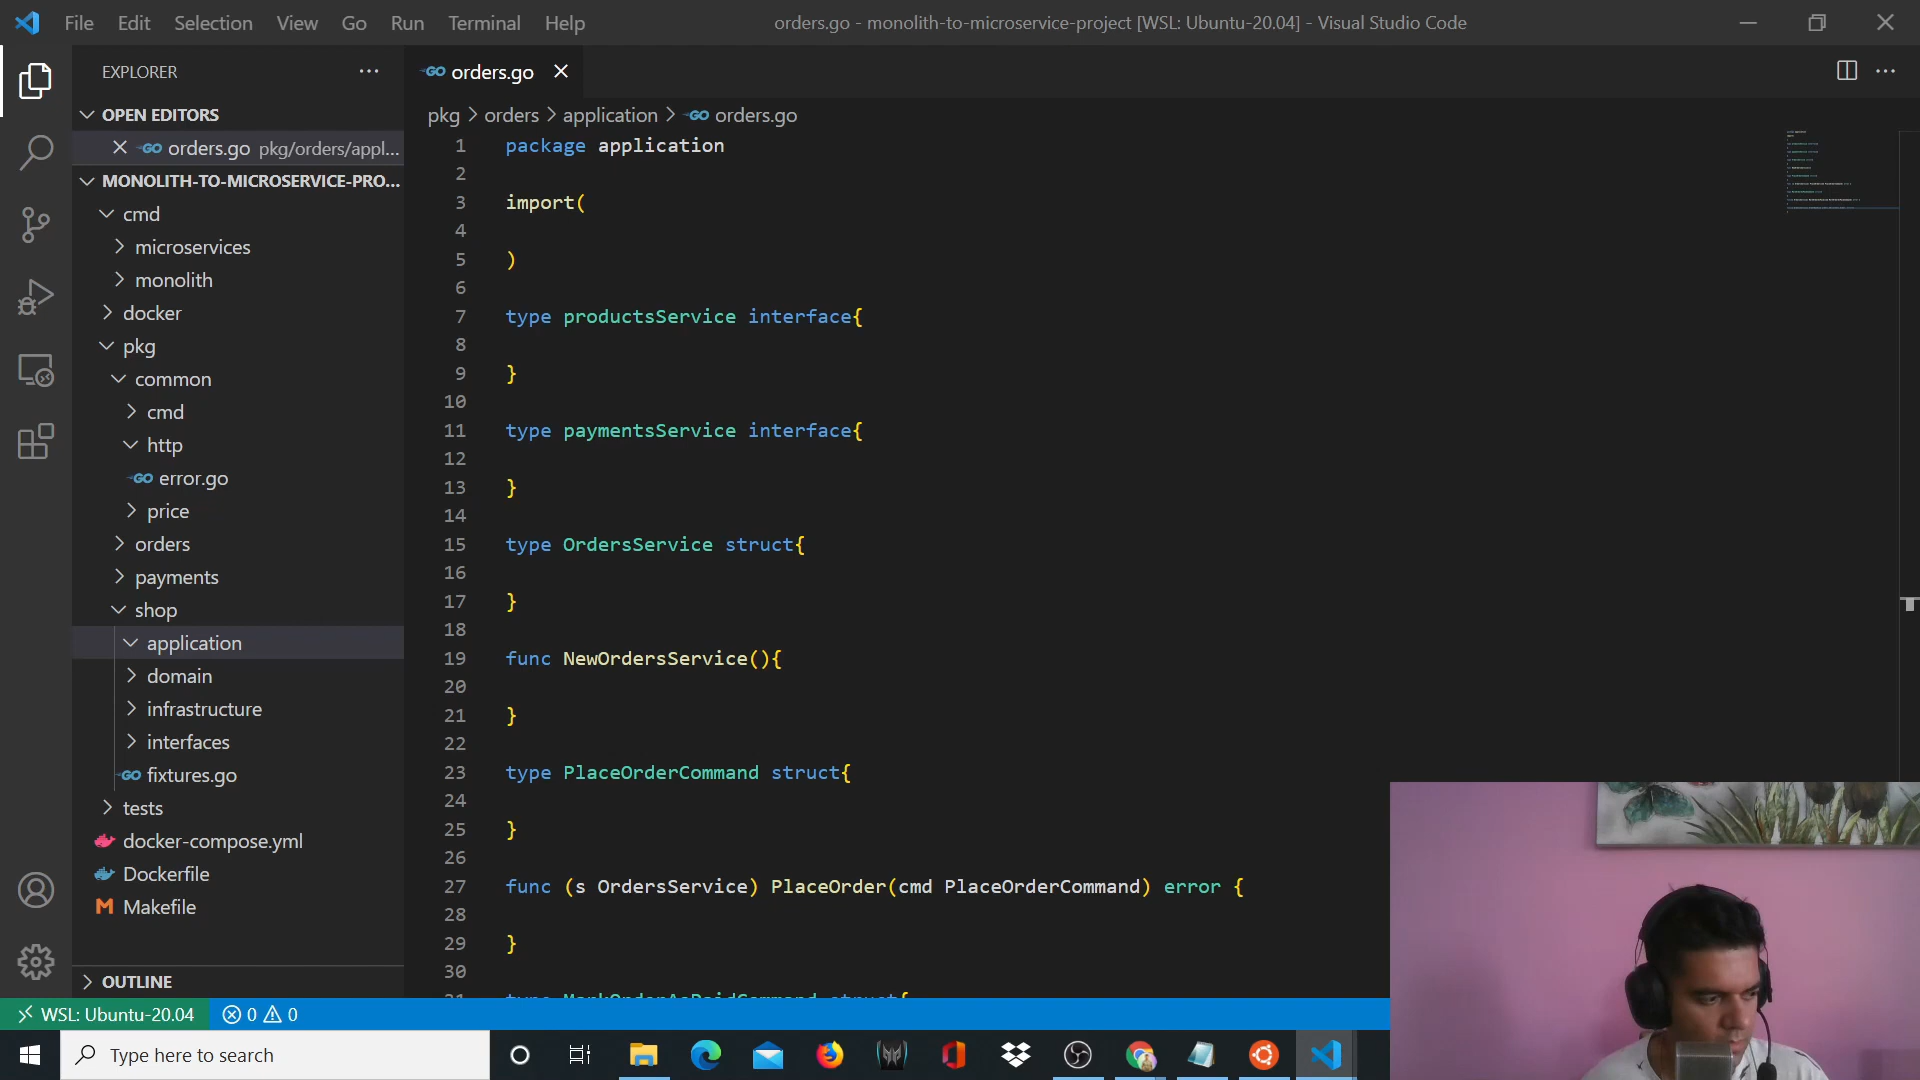 File Edit Selection View Go Run Terminal Help
orders.go - monolith-to-microservice-project [WSL: Ubuntu-20.04] - Visual Studio Code
EXPLORER
orders.go
OPEN EDITORS
orders.go pkg/orders/appl...
MONOLITH-TO-MICROSERVICE-PRO...
cmd
microservices
monolith
docker
pkg
common
cmd
http
error.go
price
orders
payments
shop
application
domain
infrastructure
interfaces
fixtures.go
tests
docker-compose.yml
Dockerfile
Makefile
OUTLINE
pkg > orders > application > orders.go
1 package application
2
3 import(
4
5 )
6
7 type productsService interface{
8
9 }
10
11 type paymentsService interface{
12
13 }
14
15 type OrdersService struct{
16
17 }
18
19 func NewOrdersService(){
20
21 }
22
23 type PlaceOrderCommand struct{
24
25 }
26
27 func (s OrdersService) PlaceOrder(cmd PlaceOrderCommand) error {
28
29 }
30
31 type MarkOrderAsPaidCommand struct{
WSL: Ubuntu-20.04 0 0
Type here to search